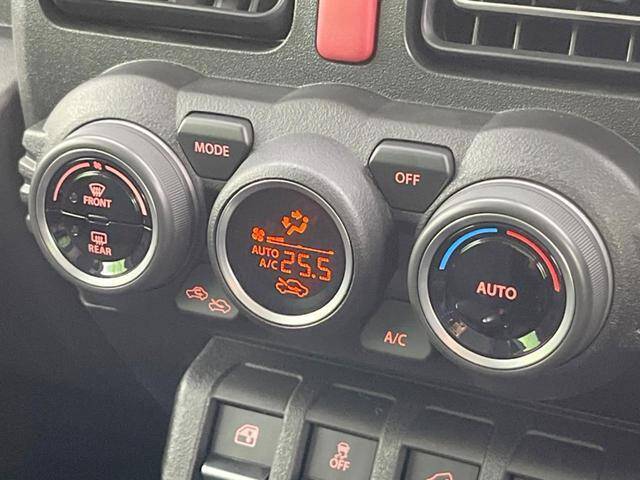 MODE
OFF
FRONT
REAR
AUTO
A/C 25.5
AUTO
A/C
OFF